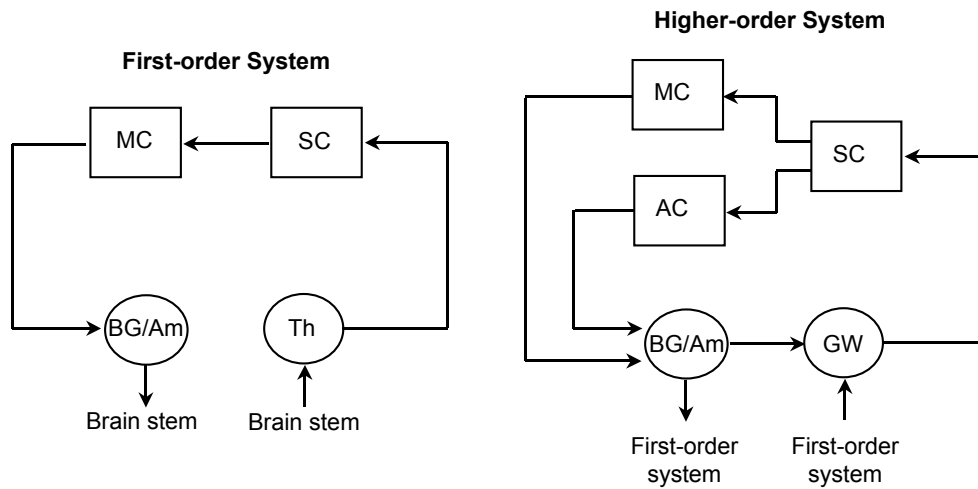 First-order System
MC
SC
BG/Am
Th
Brain stem
Brain stem
Higher-order System
MC
SC
AC
BG/Am
GW
First-order
system
First-order
system